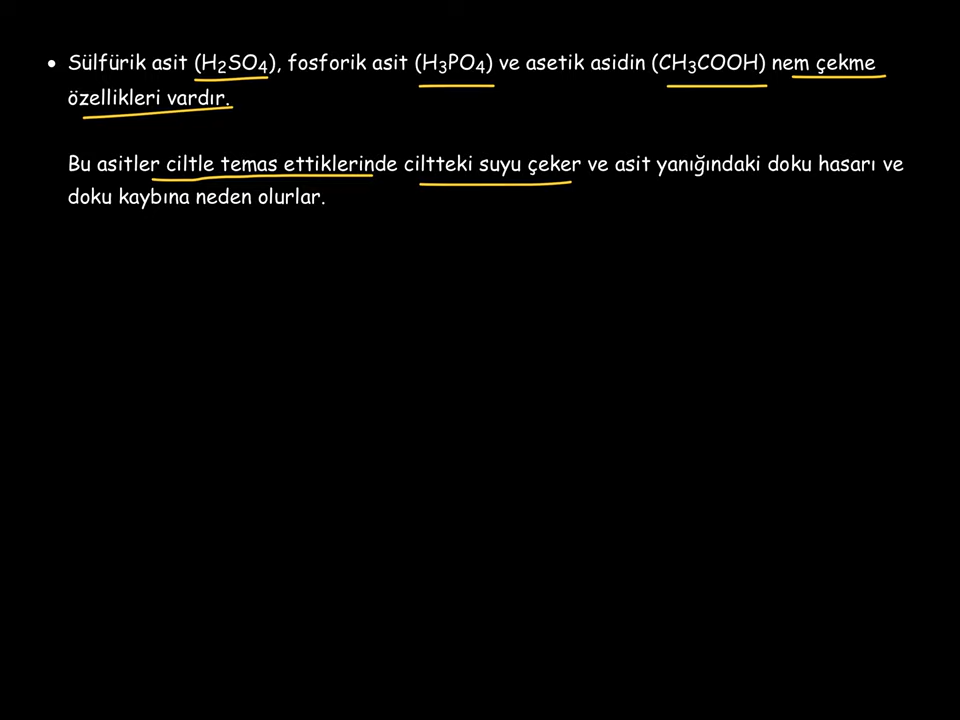 • Sülfürik asit (H₂SO₄), fosforik asit (H₃PO₄) ve asetik asidin (CH₃COOH) nem çekme
özellikleri vardır.
Bu asitler ciltle temas ettiklerinde ciltteki suyu çeker ve asit yanığındaki doku hasarı ve
doku kaybına neden olurlar.